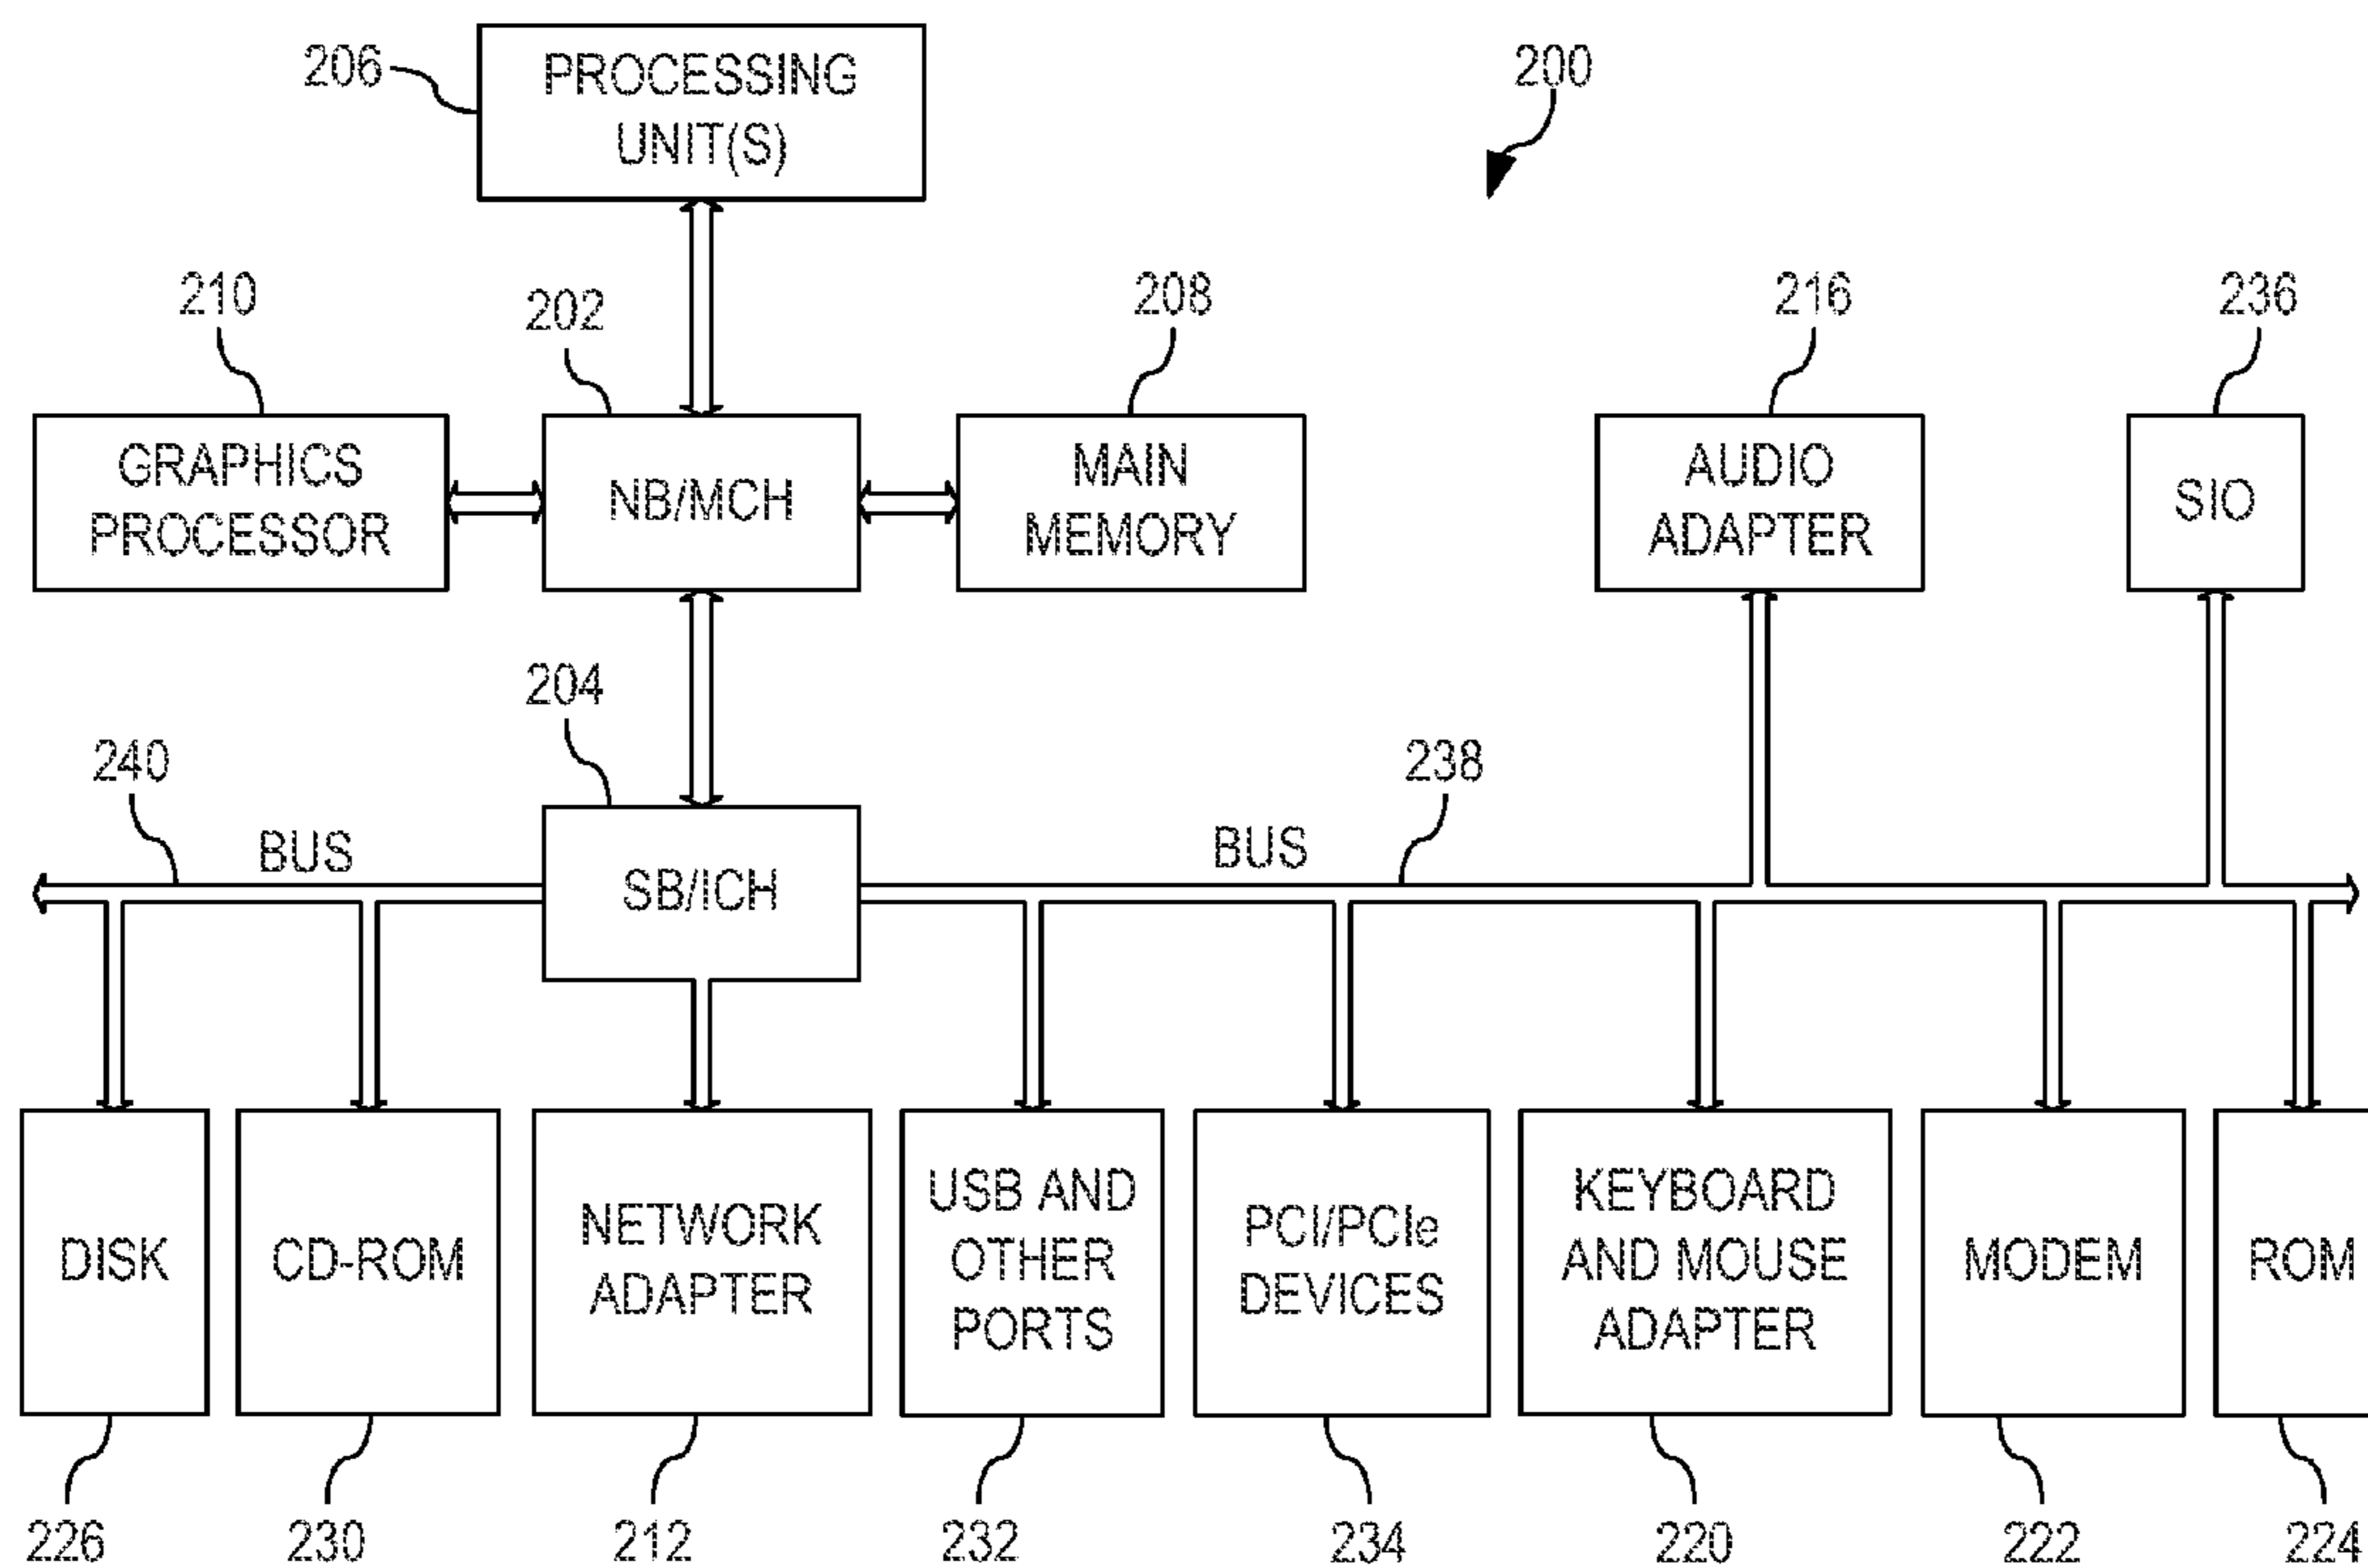 206
PROCESSING
UNIT(S)
200
210
202
208
216
236
GRAPHICS
PROCESSOR
NB/MCH
MAIN
MEMORY
AUDIO
ADAPTER
SIO
204
240
238
BUS
BUS
SB/ICH
DISK
CD-ROM
NETWORK
ADAPTER
USB AND
OTHER
PORTS
PCI/PCIe
DEVICES
KEYBOARD
AND MOUSE
ADAPTER
MODEM
ROM
226
230
212
232
234
220
222
224